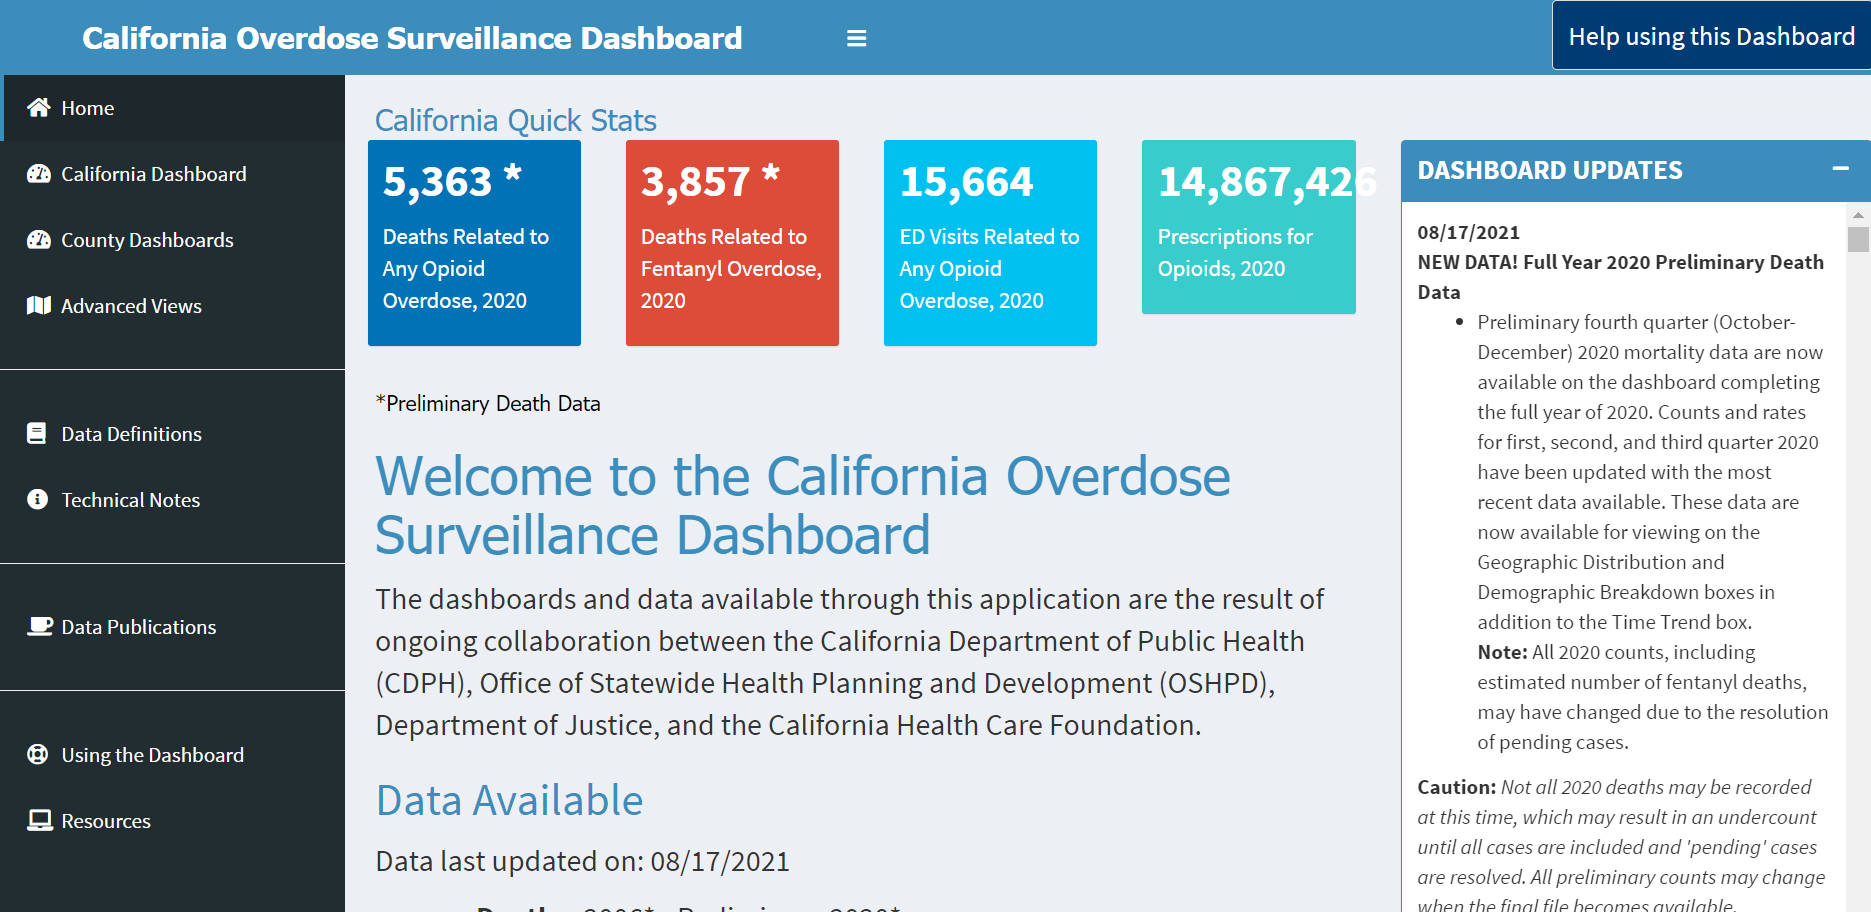 California Overdose Surveillance Dashboard
Help using this Dashboard
Home
California Dashboard
County Dashboards
Advanced Views
Data Definitions
Technical Notes
Data Publications
Using the Dashboard
Resources
California Quick Stats
5,363 *
Deaths Related to
Any Opioid
Overdose, 2020
3,857 *
Deaths Related to
Fentanyl Overdose,
2020
15,664
ED Visits Related to
Any Opioid
Overdose, 2020
14,867,426
Prescriptions for
Opioids, 2020
*Preliminary Death Data
Welcome to the California Overdose
Surveillance Dashboard
The dashboards and data available through this application are the result of
ongoing collaboration between the California Department of Public Health
(CDPH), Office of Statewide Health Planning and Development (OSHPD),
Department of Justice, and the California Health Care Foundation.
Data Available
Data last updated on: 08/17/2021
DASHBOARD UPDATES
08/17/2021
NEW DATA! Full Year 2020 Preliminary Death
Data
• Preliminary fourth quarter (October-
December) 2020 mortality data are now
available on the dashboard completing
the full year of 2020. Counts and rates
for first, second, and third quarter 2020
have been updated with the most
recent data available. These data are
now available for viewing on the
Geographic Distribution and
Demographic Breakdown boxes in
addition to the Time Trend box.
Note: All 2020 counts, including
estimated number of fentanyl deaths,
may have changed due to the resolution
of pending cases.
Caution: Not all 2020 deaths may be recorded
at this time, which may result in an undercount
until all cases are included and 'pending' cases
are resolved. All preliminary counts may change
when the final file becomes available.